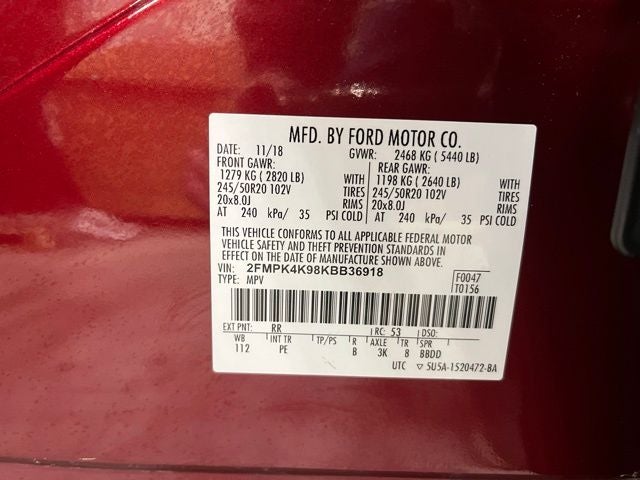 MFD. BY FORD MOTOR CO.
DATE: 11/18 GVWR: 2468 KG ( 5440 LB)
FRONT GAWR: REAR GAWR:
1279 KG ( 2820 LB) WITH 1198 KG ( 2640 LB) WITH
245/50R20 102V TIRES 245/50R20 102V TIRES
20x8.0J RIMS 20x8.0J RIMS
AT 240 kPa/ 35 PSI COLD AT 240 kPa/ 35 PSI COLD
THIS VEHICLE CONFORMS TO ALL APPLICABLE FEDERAL MOTOR
VEHICLE SAFETY AND THEFT PREVENTION STANDARDS IN
EFFECT ON THE DATE OF MANUFACTURE SHOWN ABOVE.
VIN: 2FMPK4K98KBB36918 F0047
TYPE: MPV T0156
EXT PNT: RR RC: 53 DSO:
WB INT TR TP/PS R AXLE TR SPR
112 PE B 3K 8 BBDD
UTC ▽ 5U5A-1520472-BA